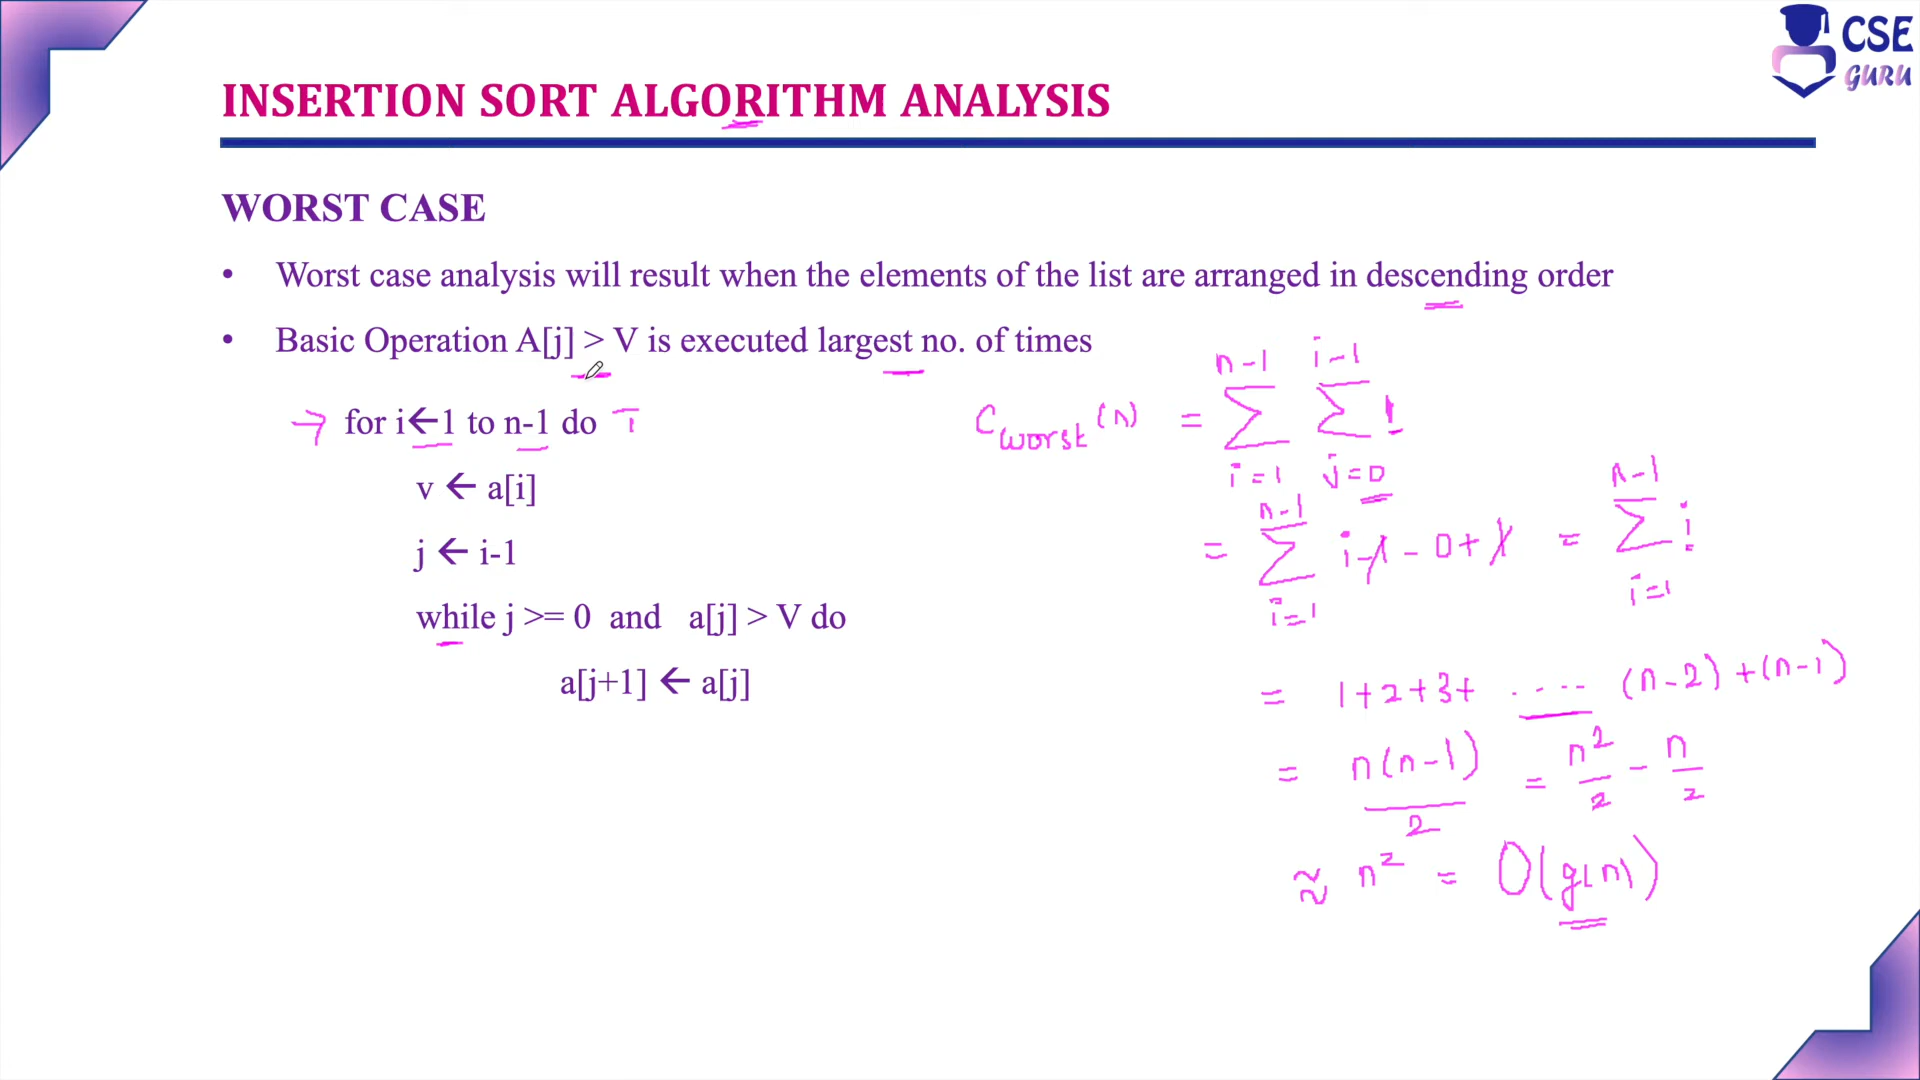 CSE
GURU
INSERTION SORT ALGORITHM ANALYSIS
WORST CASE
• Worst case analysis will result when the elements of the list are arranged in descending order
• Basic Operation A[j] > V is executed largest no. of times
→ for i←1 to n-1 do
v ← a[i]
j ← i-1
while j >= 0 and a[j] > V do
a[j+1] ← a[j]
n-1 i-1
C worst (n) = Σ Σ 1
i=1 j=0
n-1 n-1
= Σ i-1-0+1 = Σ i
i=1 i=1
= 1+2+3+ ..... (n-2)+(n-1)
= n(n-1)/2 = n²/2 - n/2
≈ n² = O(g(n)